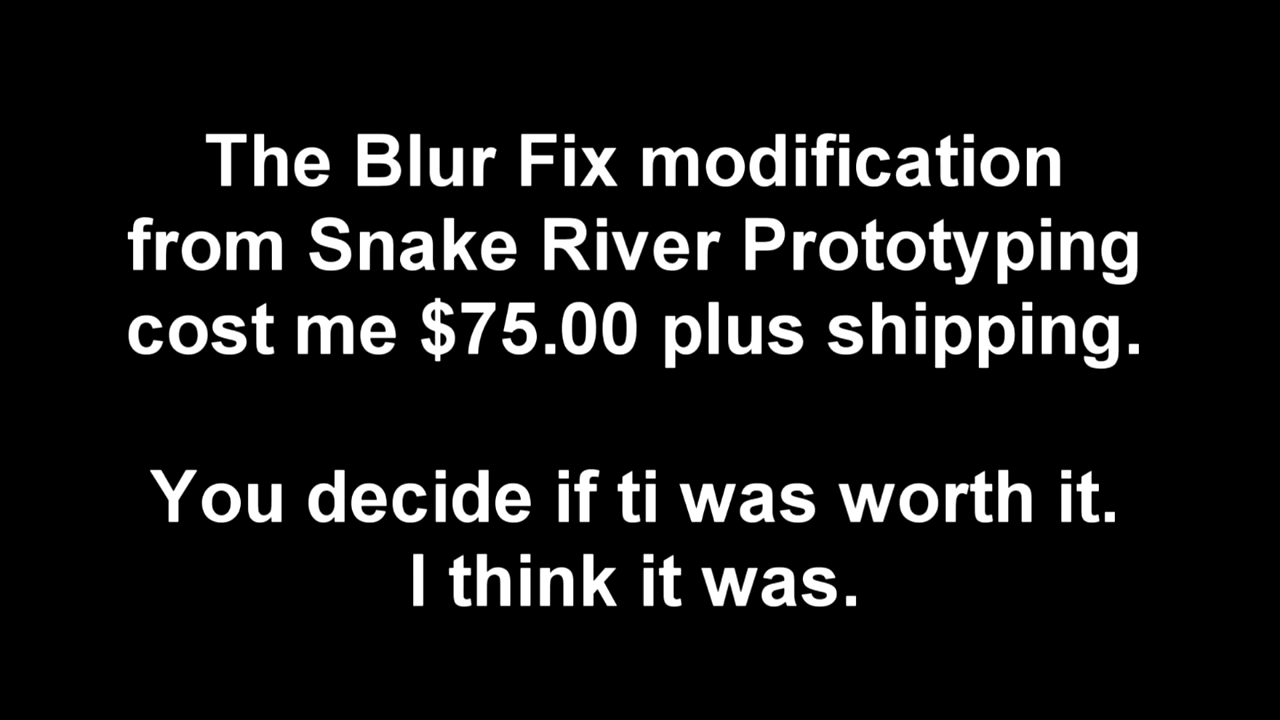 The Blur Fix modification
from Snake River Prototyping
cost me $75.00 plus shipping.
You decide if ti was worth it.
I think it was.